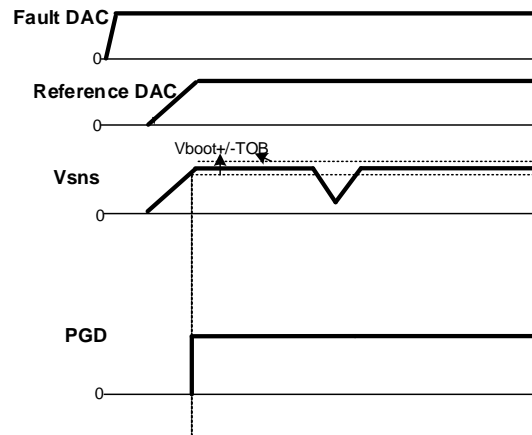 Fault DAC
0
Reference DAC
0
Vboot+/-TOB
Vsns
0
PGD
0